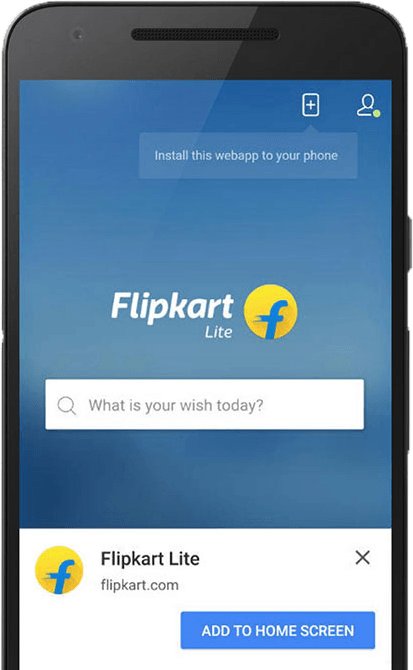 Install this webapp to your phone
Flipkart
Lite
What is your wish today?
Flipkart Lite
flipkart.com
ADD TO HOME SCREEN